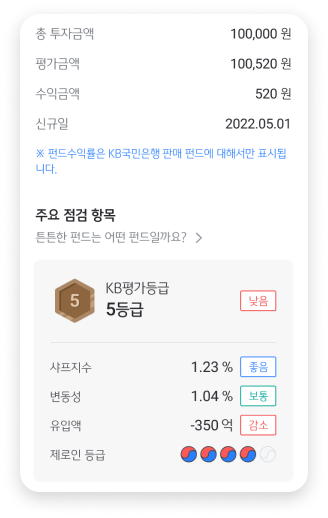 총 투자금액 100,000 원
평가금액 100,520 원
수익금액 520 원
신규일 2022.05.01
※ 펀드수익률은 KB국민은행 판매 펀드에 대해서만 표시됩
니다.
주요 점검 항목
튼튼한 펀드는 어떤 펀드일까요? >
5
KB평가등급
5등급
낮음
샤프지수 1.23 % 좋음
변동성 1.04 % 보통
유입액 -350 억 감소
제로인 등급